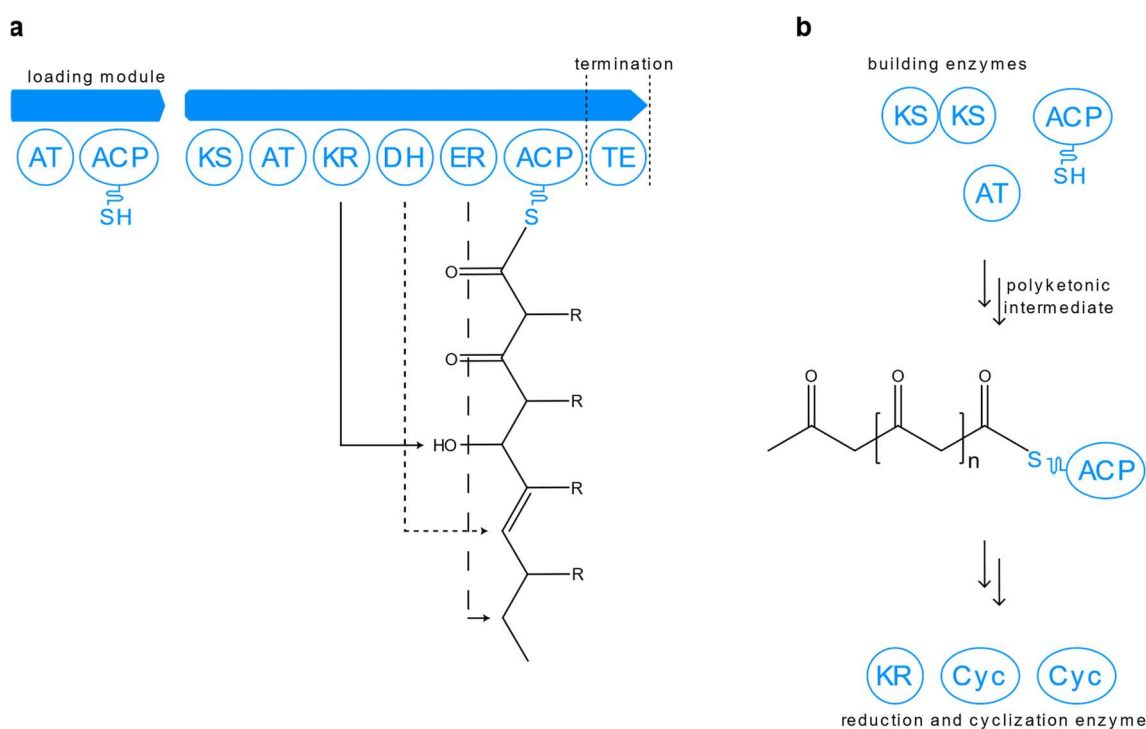 a
loading module
termination
AT ACP KS AT KR DH ER ACP TE
SH
S
O
R
O
R
HO
R
R
b
building enzymes
KS KS ACP
SH
AT
polyketonic
intermediate
O O O
n
S ACP
KR Cyc Cyc
reduction and cyclization enzyme